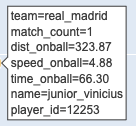 team=real_madrid
match_count=1
dist_onball=323.87
speed_onball=4.88
time_onball=66.30
name=junior_vinicius
player_id=12253